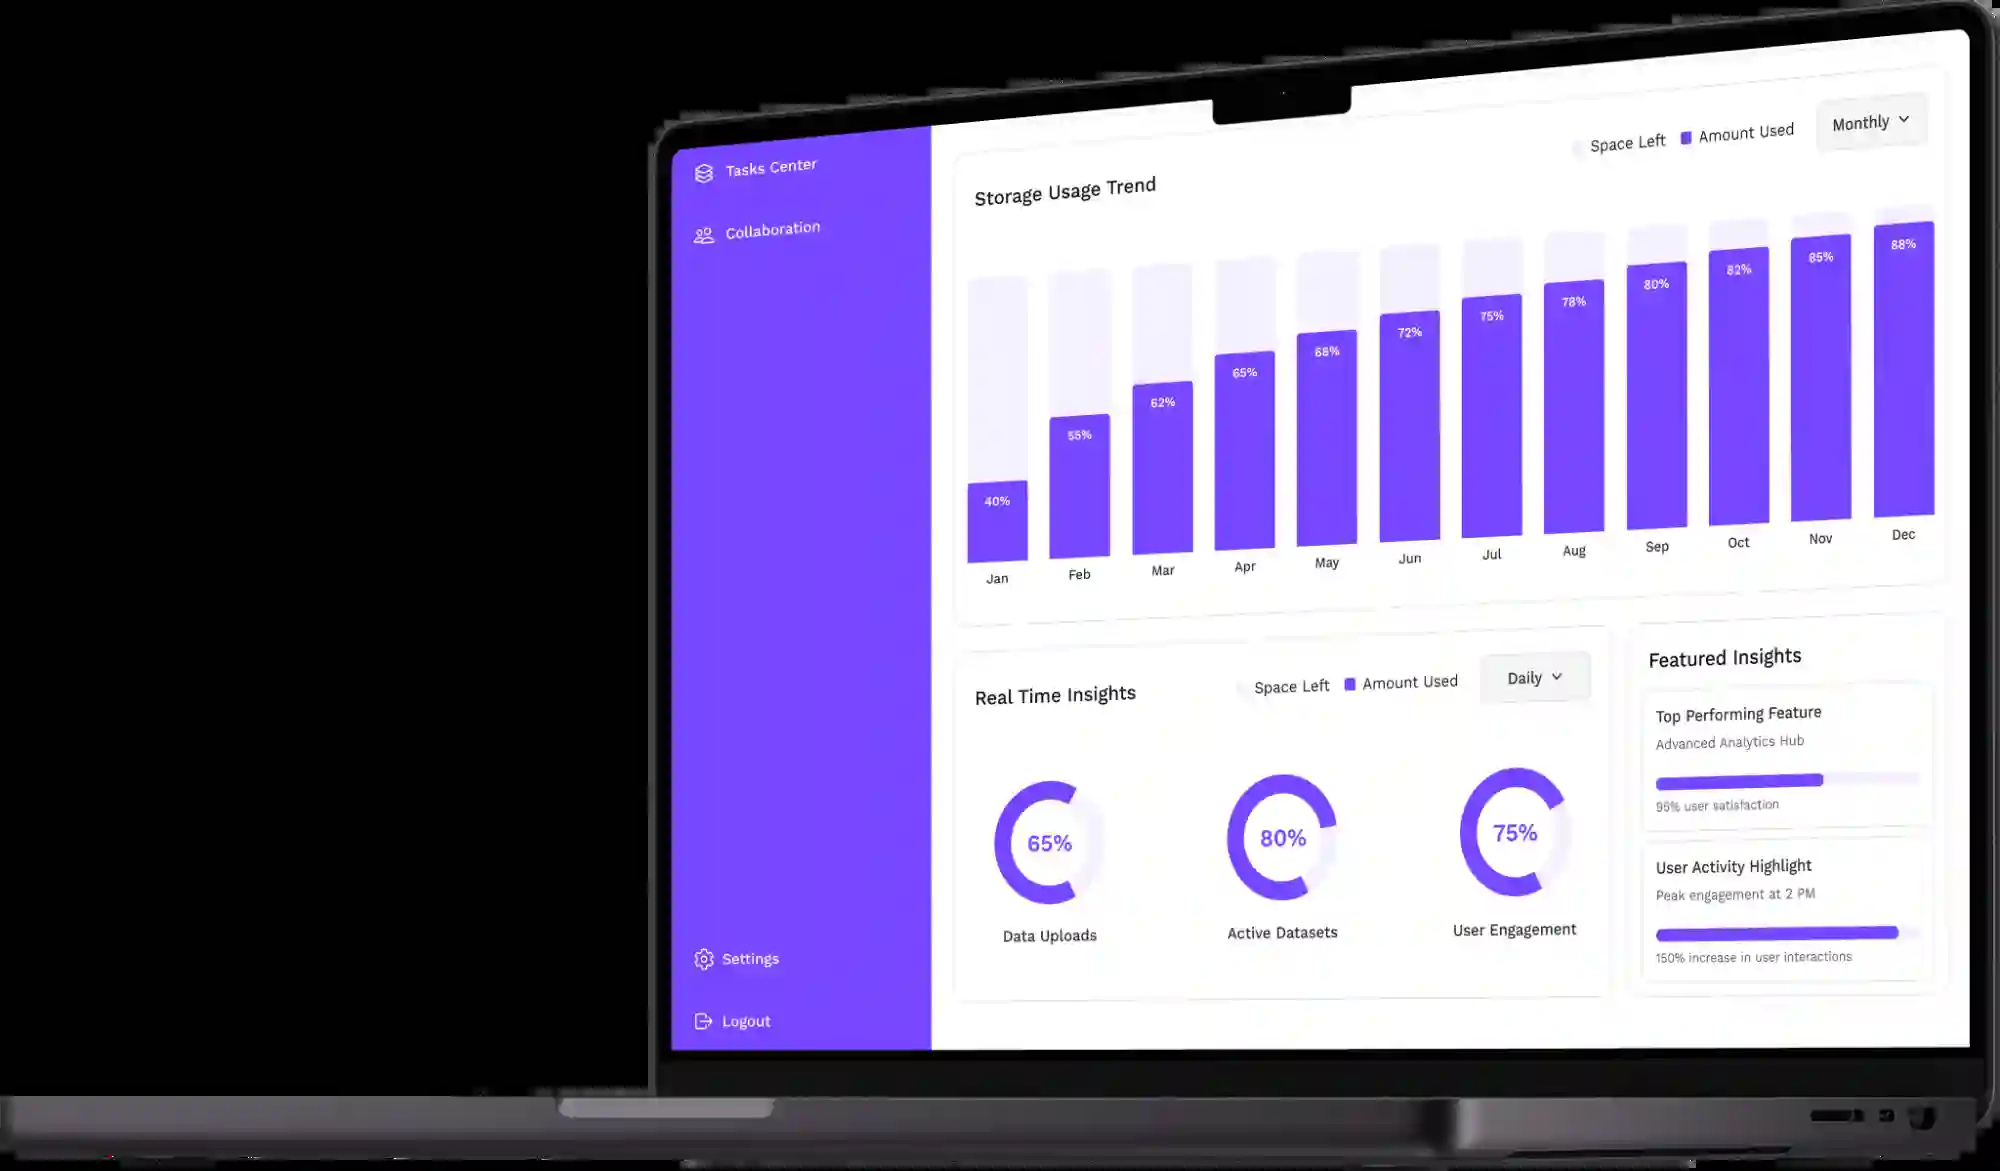 Tasks Center
Collaboration
Settings
Logout
Storage Usage Trend
Space Left
Amount Used
Monthly
40%
55%
62%
65%
68%
72%
75%
78%
80%
82%
85%
88%
Jan
Feb
Mar
Apr
May
Jun
Jul
Aug
Sep
Oct
Nov
Dec
Real Time Insights
Space Left
Amount Used
Daily
65%
80%
75%
Data Uploads
Active Datasets
User Engagement
Featured Insights
Top Performing Feature
Advanced Analytics Hub
96% user satisfaction
User Activity Highlight
Peak engagement at 2 PM
150% increase in user interactions